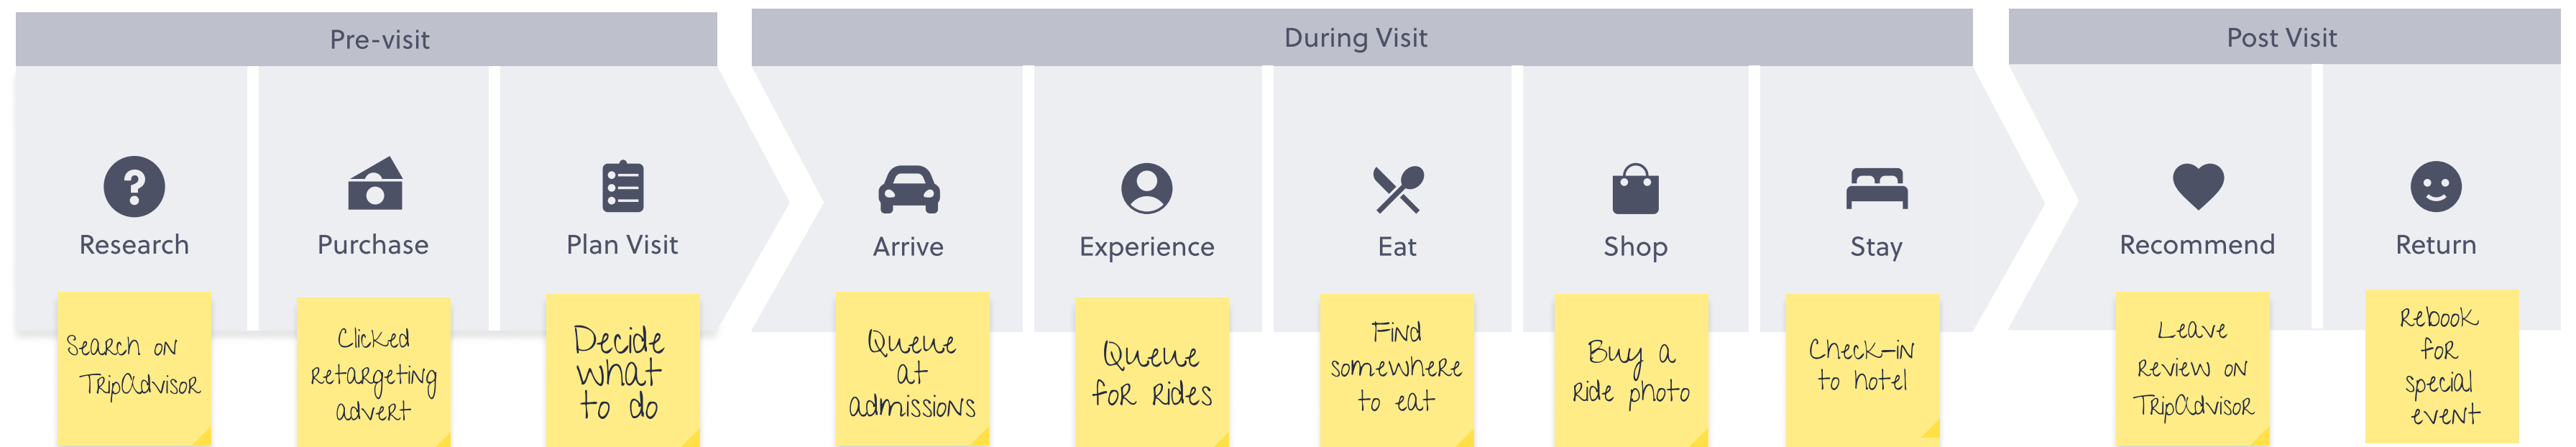 Pre-visit
During Visit
Post Visit
Research
Purchase
Plan Visit
Arrive
Experience
Eat
Shop
Stay
Recommend
Return
Search on
TripAdvisor
Clicked
retargeting
advert
Decide
what
to do
Queue
at
admissions
Queue
for rides
Find
somewhere
to eat
Buy a
ride photo
Check-in
to hotel
Leave
review on
TripAdvisor
Rebook
for
special
event